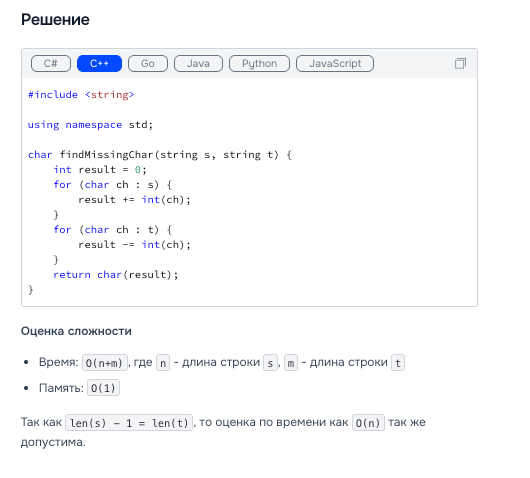 Решение
C# C++ Go Java Python JavaScript
#include <string>
using namespace std;
char findMissingChar(string s, string t) {
    int result = 0;
    for (char ch : s) {
        result += int(ch);
    }
    for (char ch : t) {
        result -= int(ch);
    }
    return char(result);
}
Оценка сложности
• Время: O(n+m), где n - длина строки s, m - длина строки t
• Память: O(1)
Так как len(s) - 1 = len(t), то оценка по времени как O(n) так же
допустима.